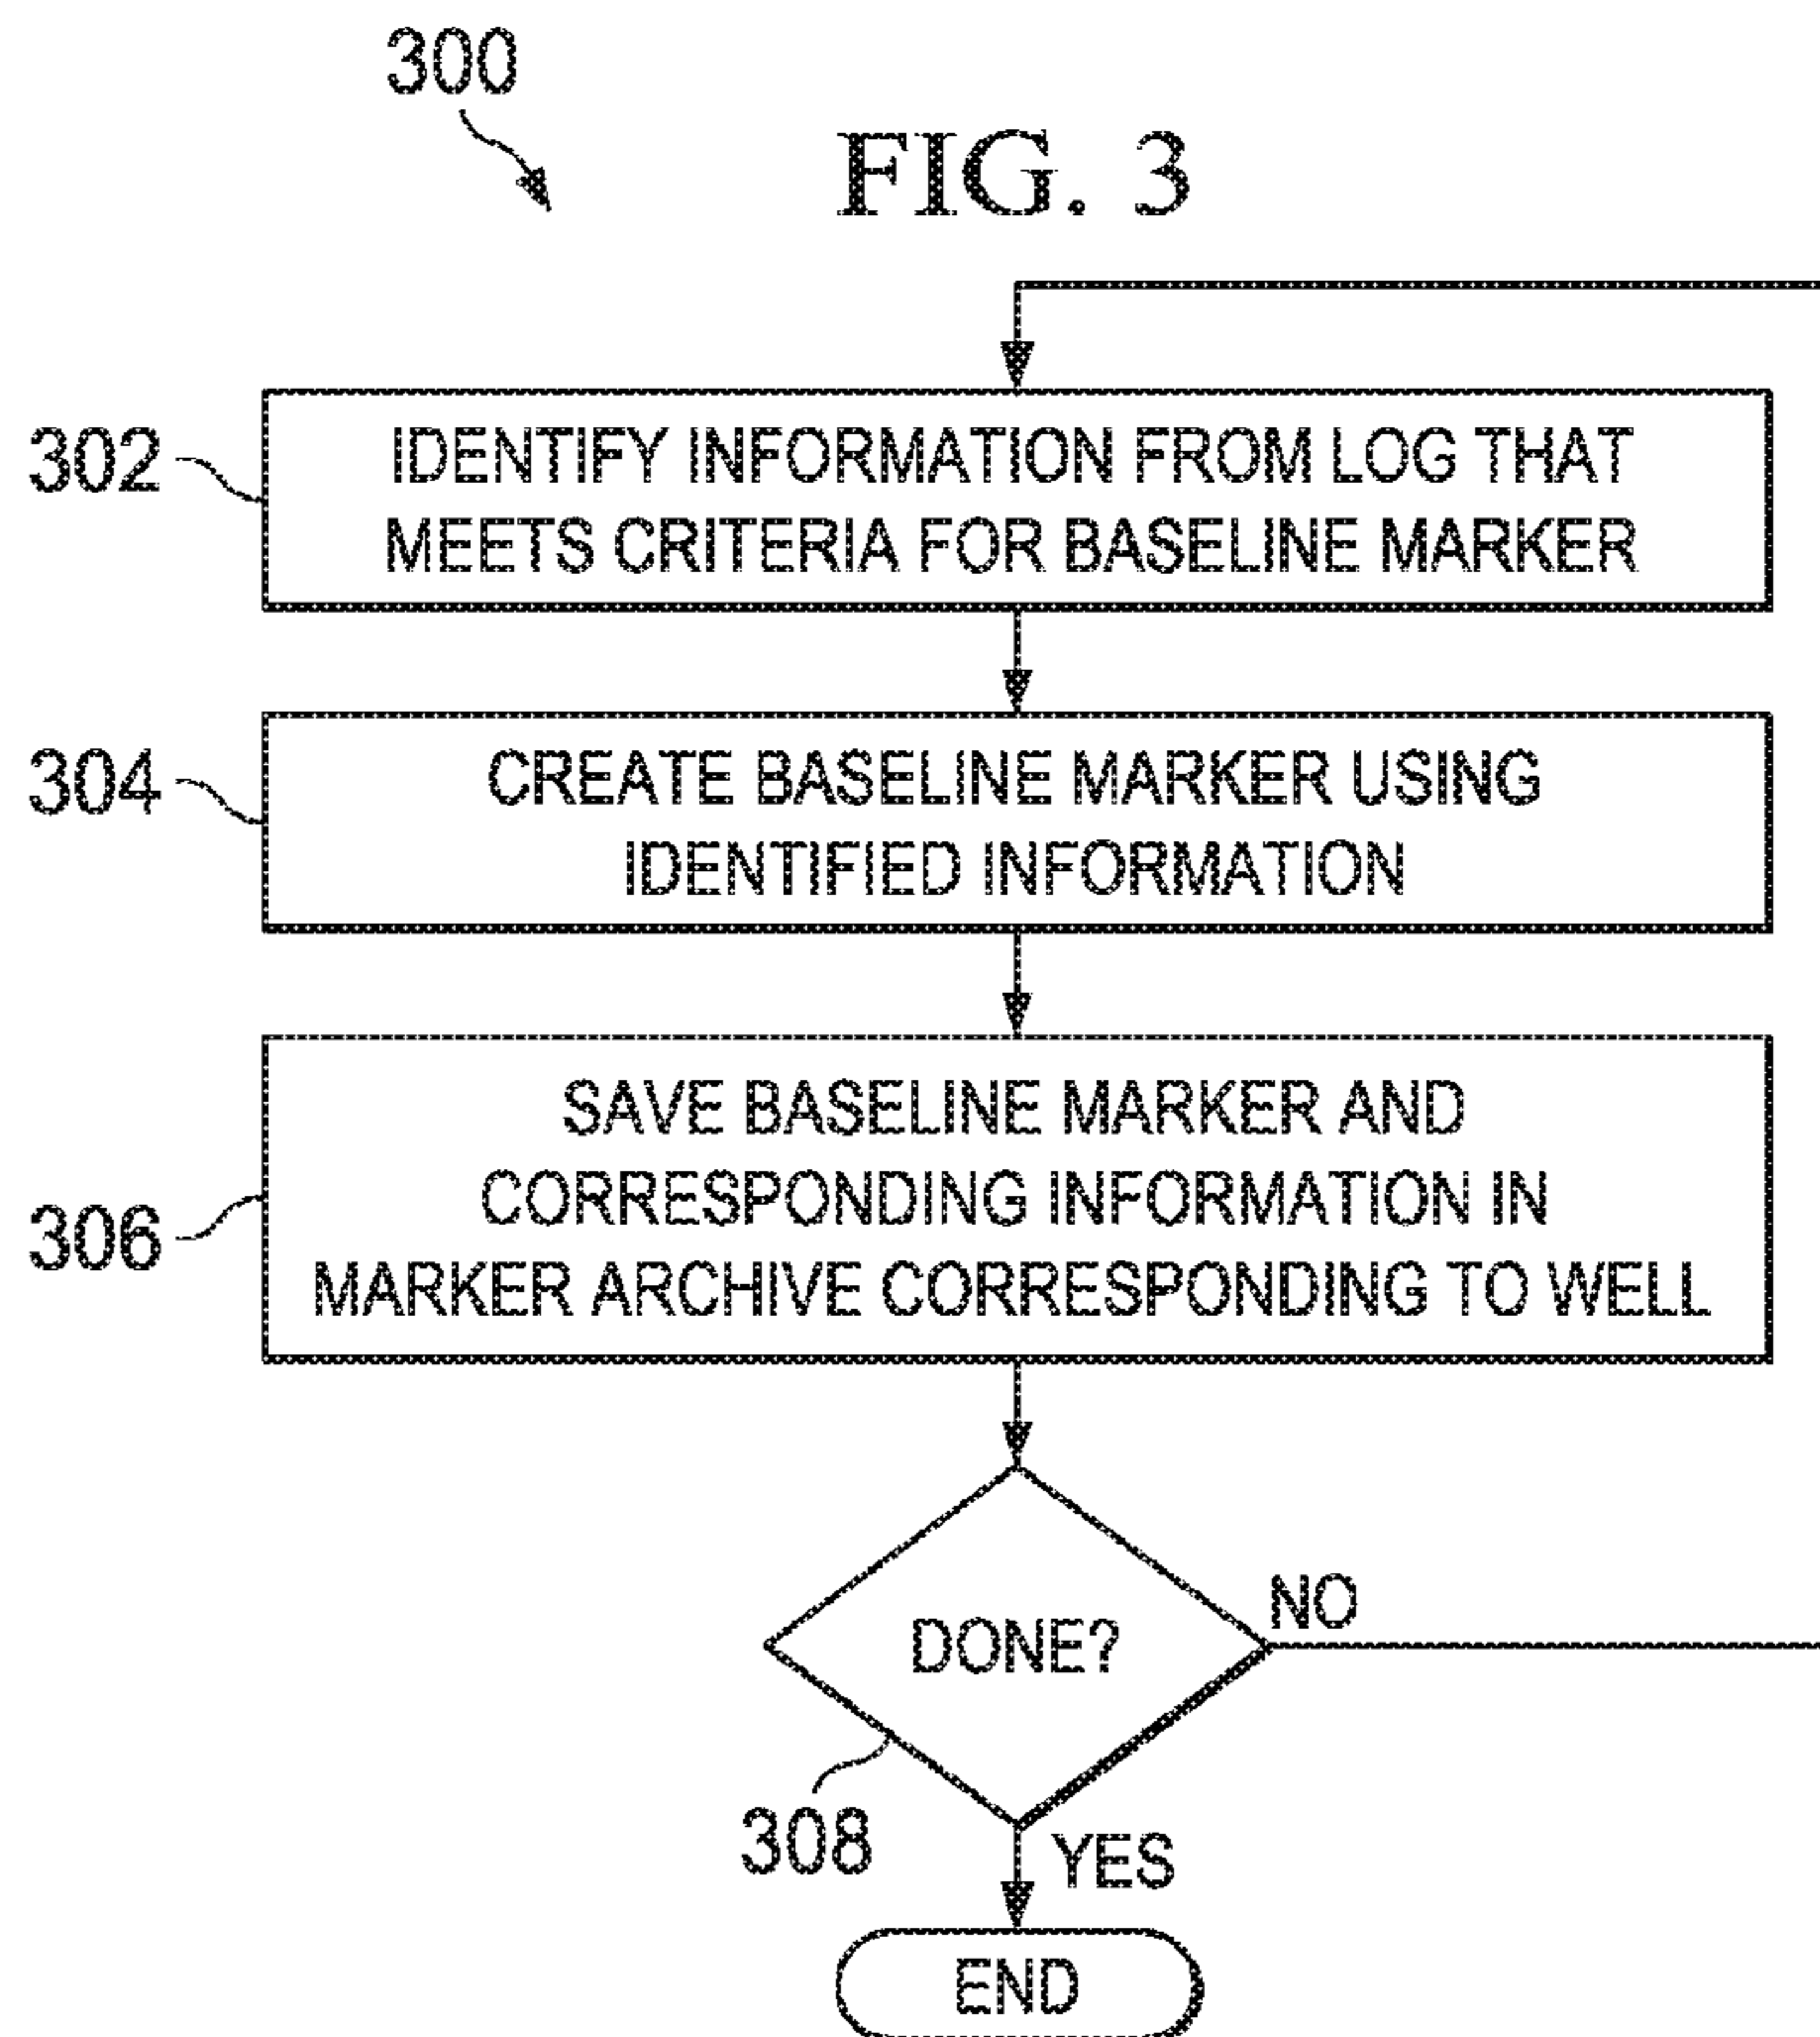 300
FIG. 3
302
IDENTIFY INFORMATION FROM LOG THAT
MEETS CRITERIA FOR BASELINE MARKER
304
CREATE BASELINE MARKER USING
IDENTIFIED INFORMATION
306
SAVE BASELINE MARKER AND
CORRESPONDING INFORMATION IN
MARKER ARCHIVE CORRESPONDING TO WELL
DONE?
NO
308
YES
END